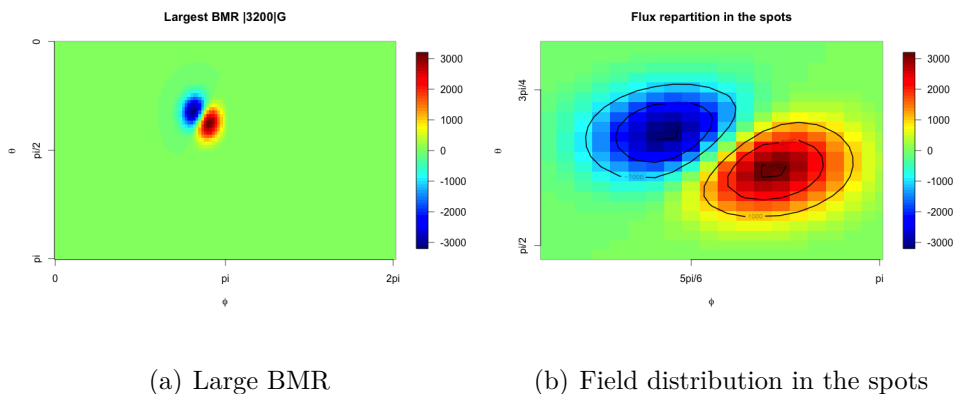 Largest BMR |3200|G
0
pi/2
pi
θ
0
pi
2pi
ϕ
3000
2000
1000
0
-1000
-2000
-3000
Flux repartition in the spots
3pi/4
pi/2
θ
5pi/6
pi
ϕ
-1000
1000
3000
2000
1000
0
-1000
-2000
-3000
(a) Large BMR
(b) Field distribution in the spots